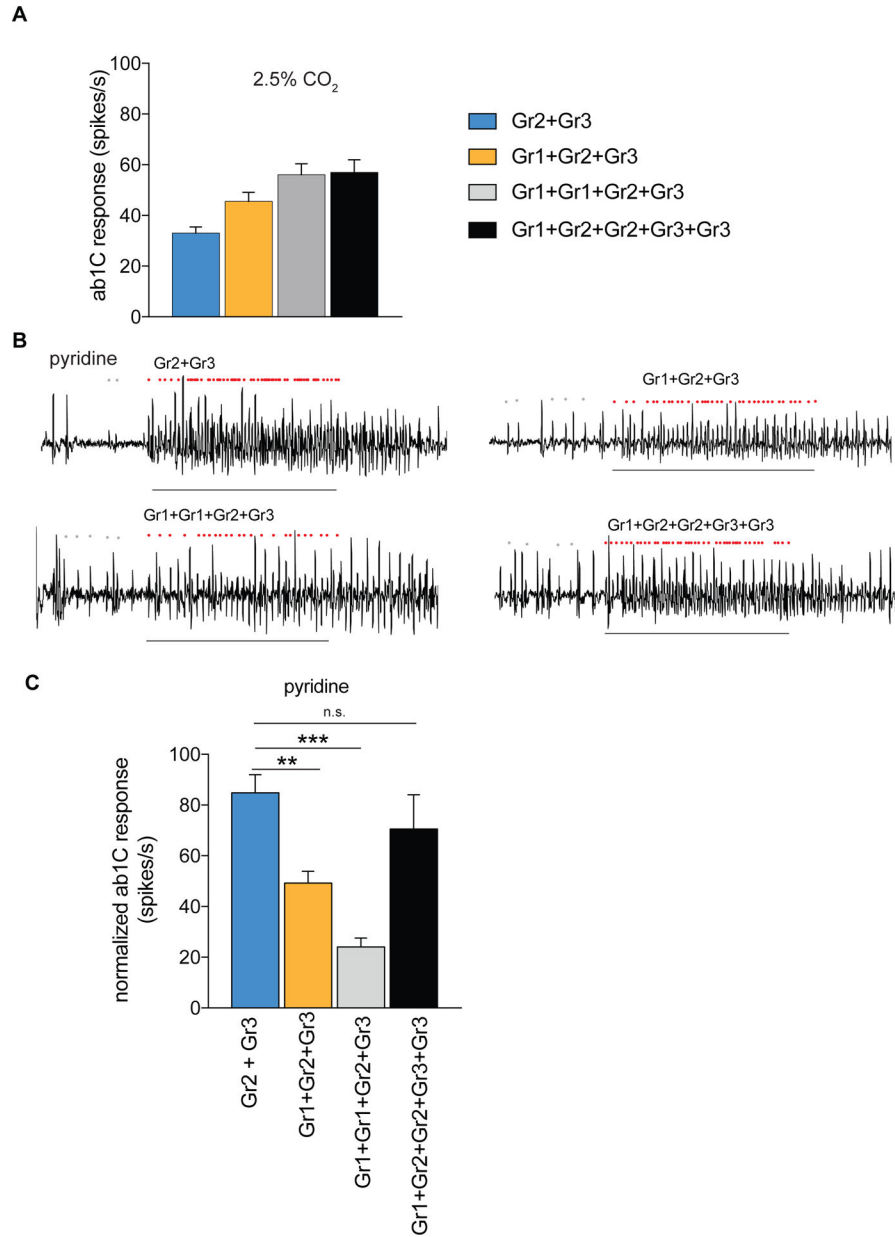 A
100
80
60
40
20
0
ab1C response (spikes/s)
2.5% CO2
Gr2+Gr3
Gr1+Gr2+Gr3
Gr1+Gr1+Gr2+Gr3
Gr1+Gr2+Gr2+Gr3+Gr3
B
pyridine
Gr2+Gr3
Gr1+Gr2+Gr3
Gr1+Gr1+Gr2+Gr3
Gr1+Gr2+Gr2+Gr3+Gr3
C
pyridine
n.s.
***
**
100
80
60
40
20
0
normalized ab1C response
(spikes/s)
Gr2 + Gr3
Gr1+Gr2+Gr3
Gr1+Gr1+Gr2+Gr3
Gr1+Gr2+Gr2+Gr3+Gr3